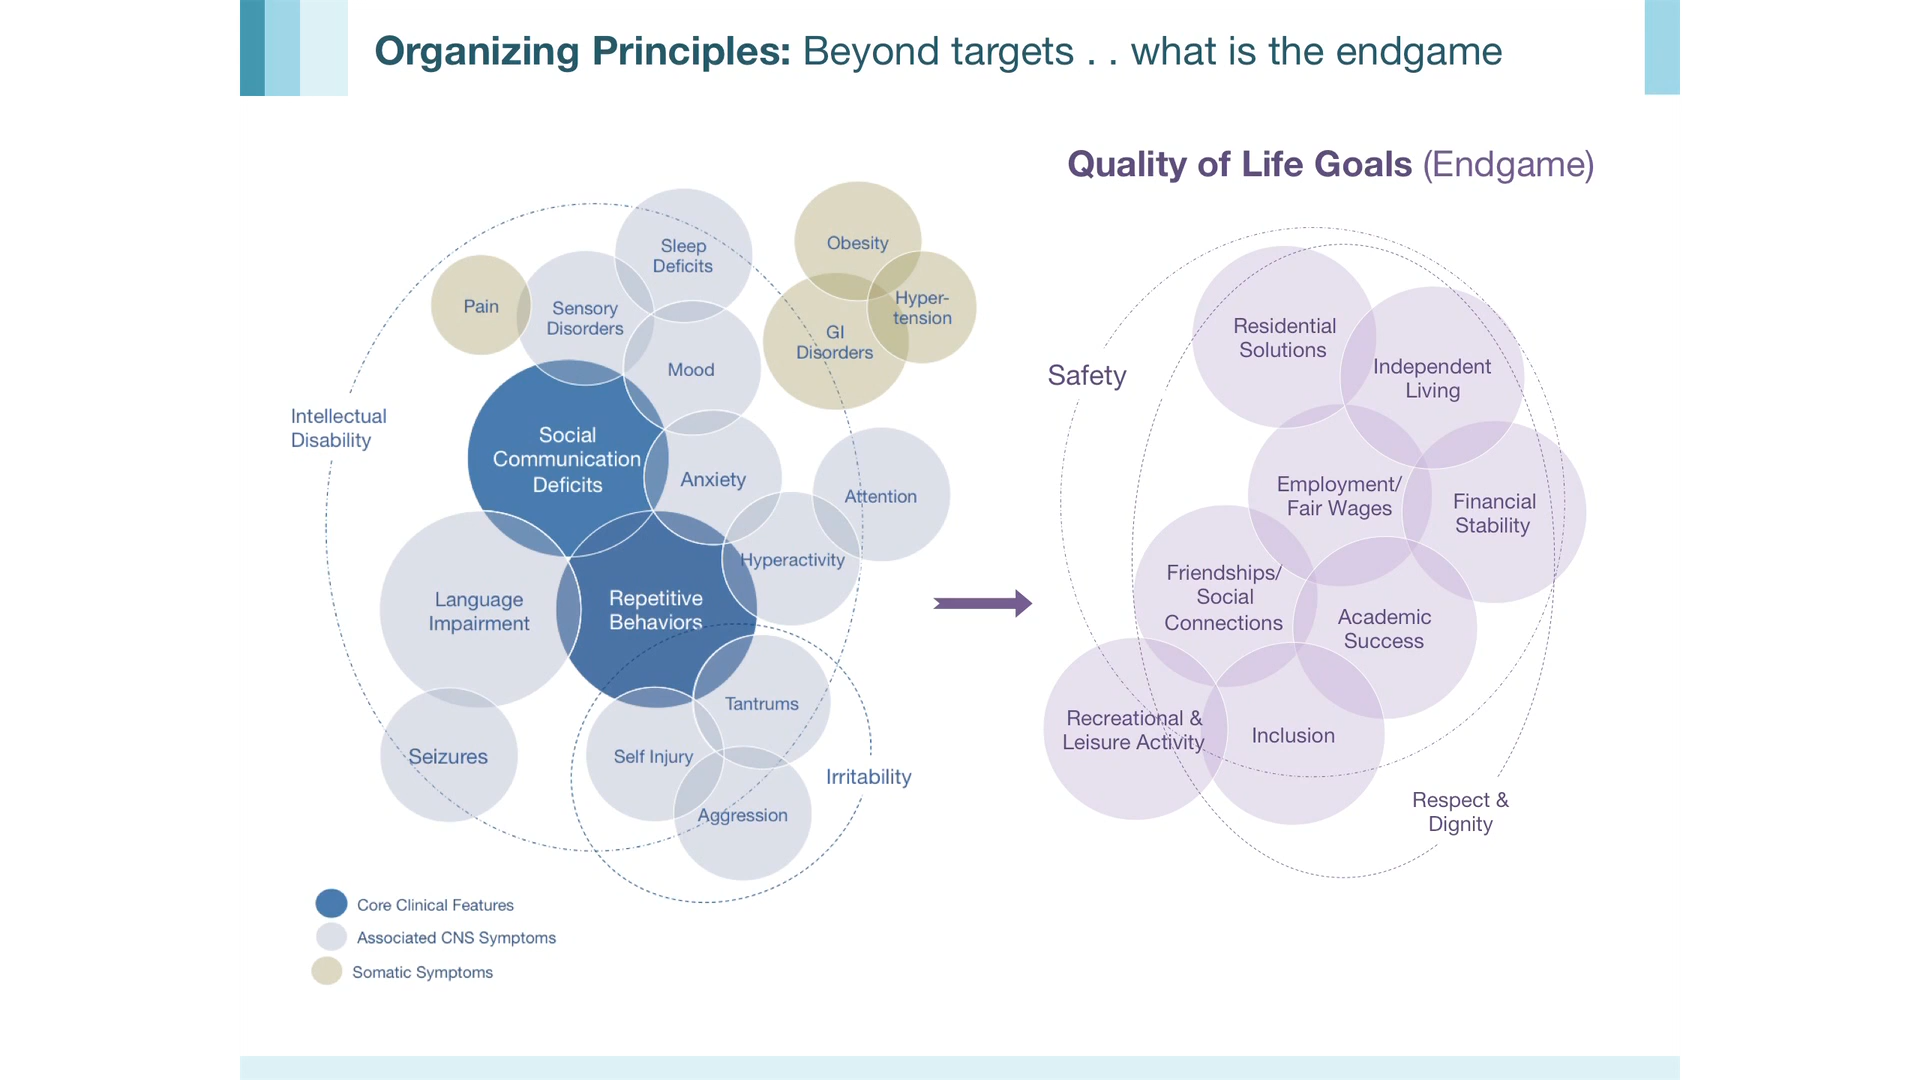 Organizing Principles: Beyond targets . . what is the endgame
Quality of Life Goals (Endgame)
Sleep
Deficits
Obesity
Pain
Sensory
Disorders
Hyper-
tension
GI
Disorders
Mood
Intellectual
Disability
Social
Communication
Deficits
Anxiety
Attention
Hyperactivity
Language
Impairment
Repetitive
Behaviors
Tantrums
Seizures
Self Injury
Irritability
Aggression
Core Clinical Features
Associated CNS Symptoms
Somatic Symptoms
Residential
Solutions
Safety
Independent
Living
Employment/
Fair Wages
Financial
Stability
Friendships/
Social
Connections
Academic
Success
Recreational &
Leisure Activity
Inclusion
Respect &
Dignity